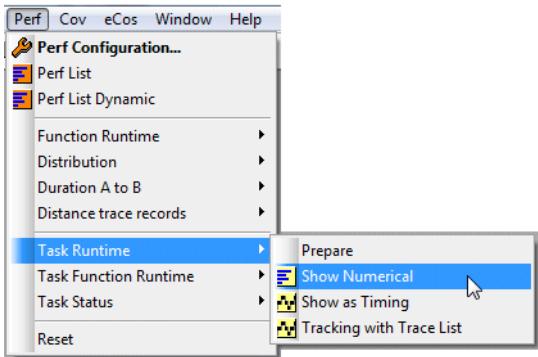 Perf Cov eCos Window Help
Perf Configuration...
Perf List
Perf List Dynamic
Function Runtime
Distribution
Duration A to B
Distance trace records
Task Runtime
Task Function Runtime
Task Status
Reset
Prepare
Show Numerical
Show as Timing
Tracking with Trace List